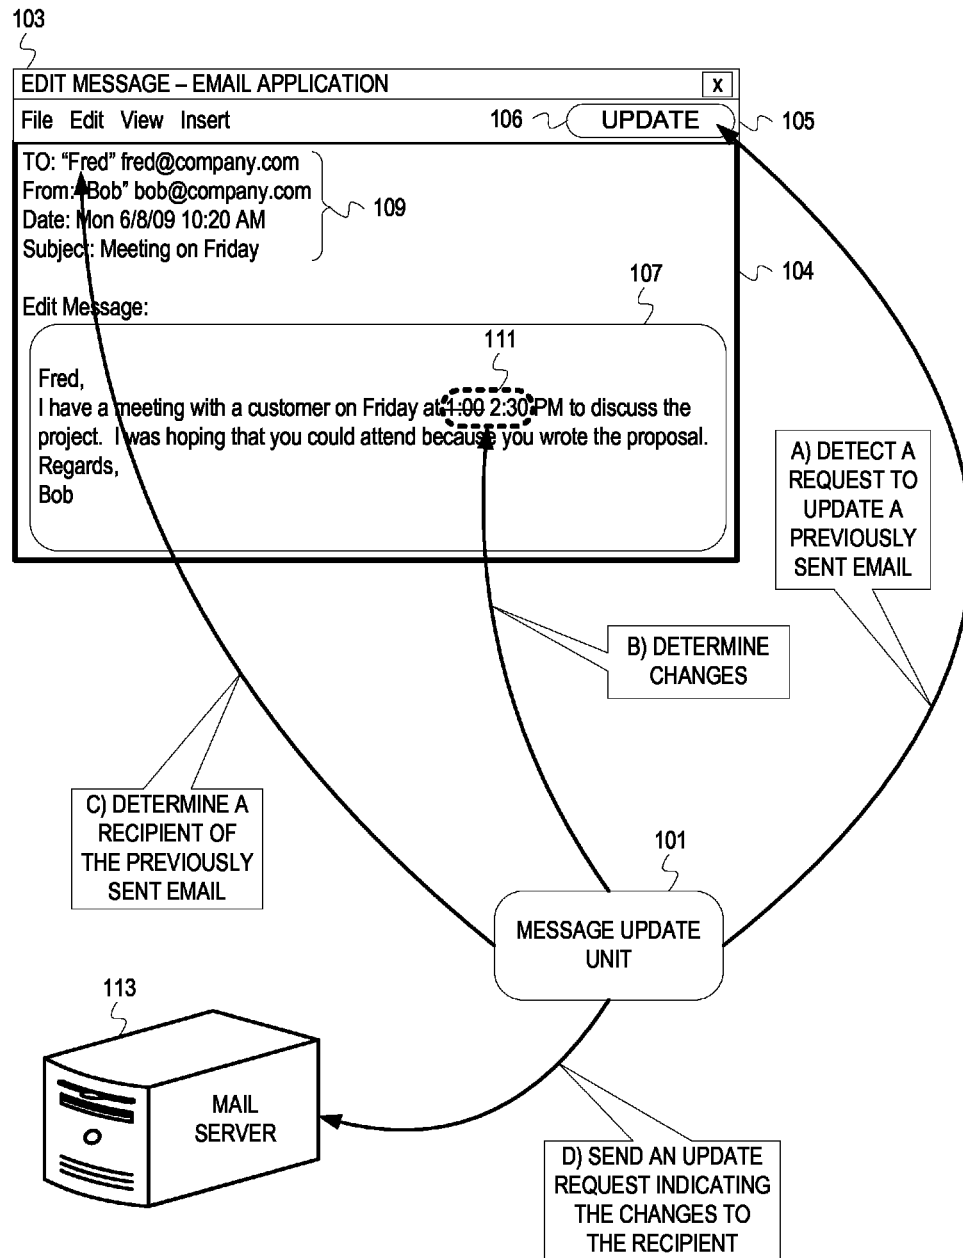 103
EDIT MESSAGE – EMAIL APPLICATION
X
File Edit View Insert
106
UPDATE
105
TO: "Fred" fred@company.com
From: "Bob" bob@company.com
Date: Mon 6/8/09 10:20 AM
Subject: Meeting on Friday
109
104
107
Edit Message:
111
Fred,
I have a meeting with a customer on Friday at 1:00 2:30 PM to discuss the
project. I was hoping that you could attend because you wrote the proposal.
Regards,
Bob
A) DETECT A
REQUEST TO
UPDATE A
PREVIOUSLY
SENT EMAIL
B) DETERMINE
CHANGES
C) DETERMINE A
RECIPIENT OF
THE PREVIOUSLY
SENT EMAIL
101
MESSAGE UPDATE
UNIT
113
MAIL
SERVER
D) SEND AN UPDATE
REQUEST INDICATING
THE CHANGES TO
THE RECIPIENT